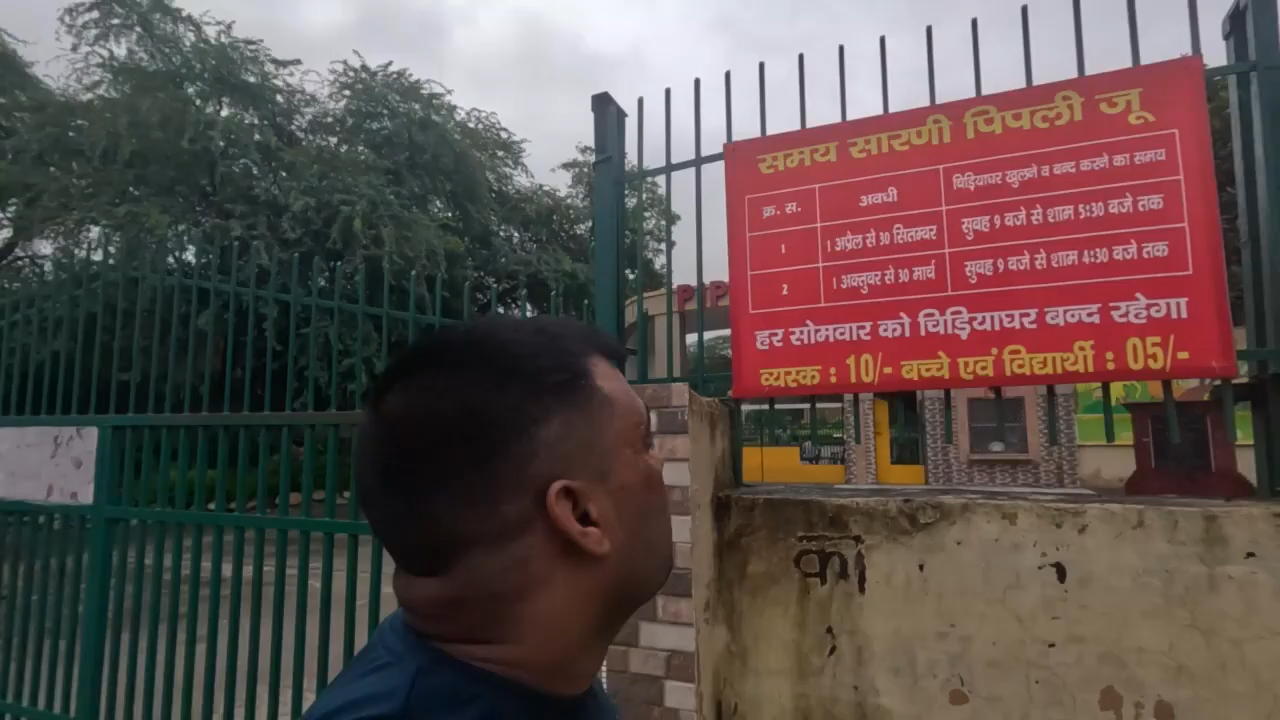 समय सारणी पिपली जू
क्र. स. अवधी चिड़ियाघर खुलने व बन्द करने का समय
1 1 अप्रैल से 30 सितम्बर सुबह 9 बजे से शाम 5:30 बजे तक
2 1 अक्तुबर से 30 मार्च सुबह 9 बजे से शाम 4:30 बजे तक
हर सोमवार को चिड़ियाघर बन्द रहेगा
व्यस्क : 10/- बच्चे एवं विद्यार्थी : 05/-
PIP
का